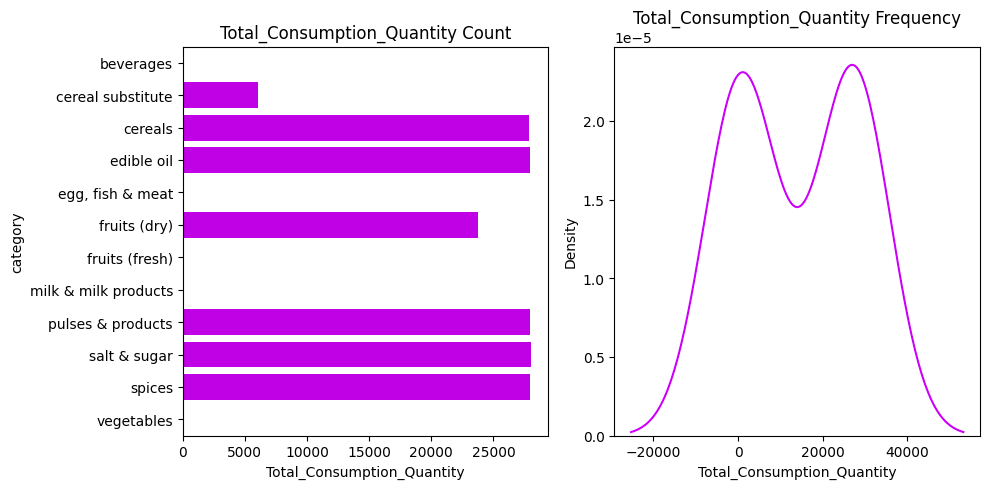 Total_Consumption_Quantity Count
category
beverages
cereal substitute
cereals
edible oil
egg, fish & meat
fruits (dry)
fruits (fresh)
milk & milk products
pulses & products
salt & sugar
spices
vegetables
0 5000 10000 15000 20000 25000
Total_Consumption_Quantity
Total_Consumption_Quantity Frequency
1e−5
Density
2.0
1.5
1.0
0.5
0.0
−20000 0 20000 40000
Total_Consumption_Quantity